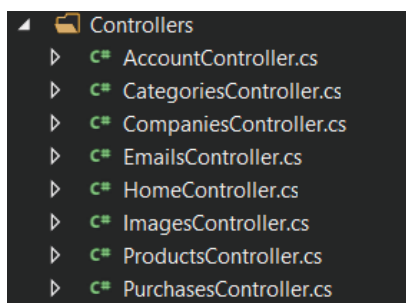 Controllers
C# AccountController.cs
C# CategoriesController.cs
C# CompaniesController.cs
C# EmailsController.cs
C# HomeController.cs
C# ImagesController.cs
C# ProductsController.cs
C# PurchasesController.cs